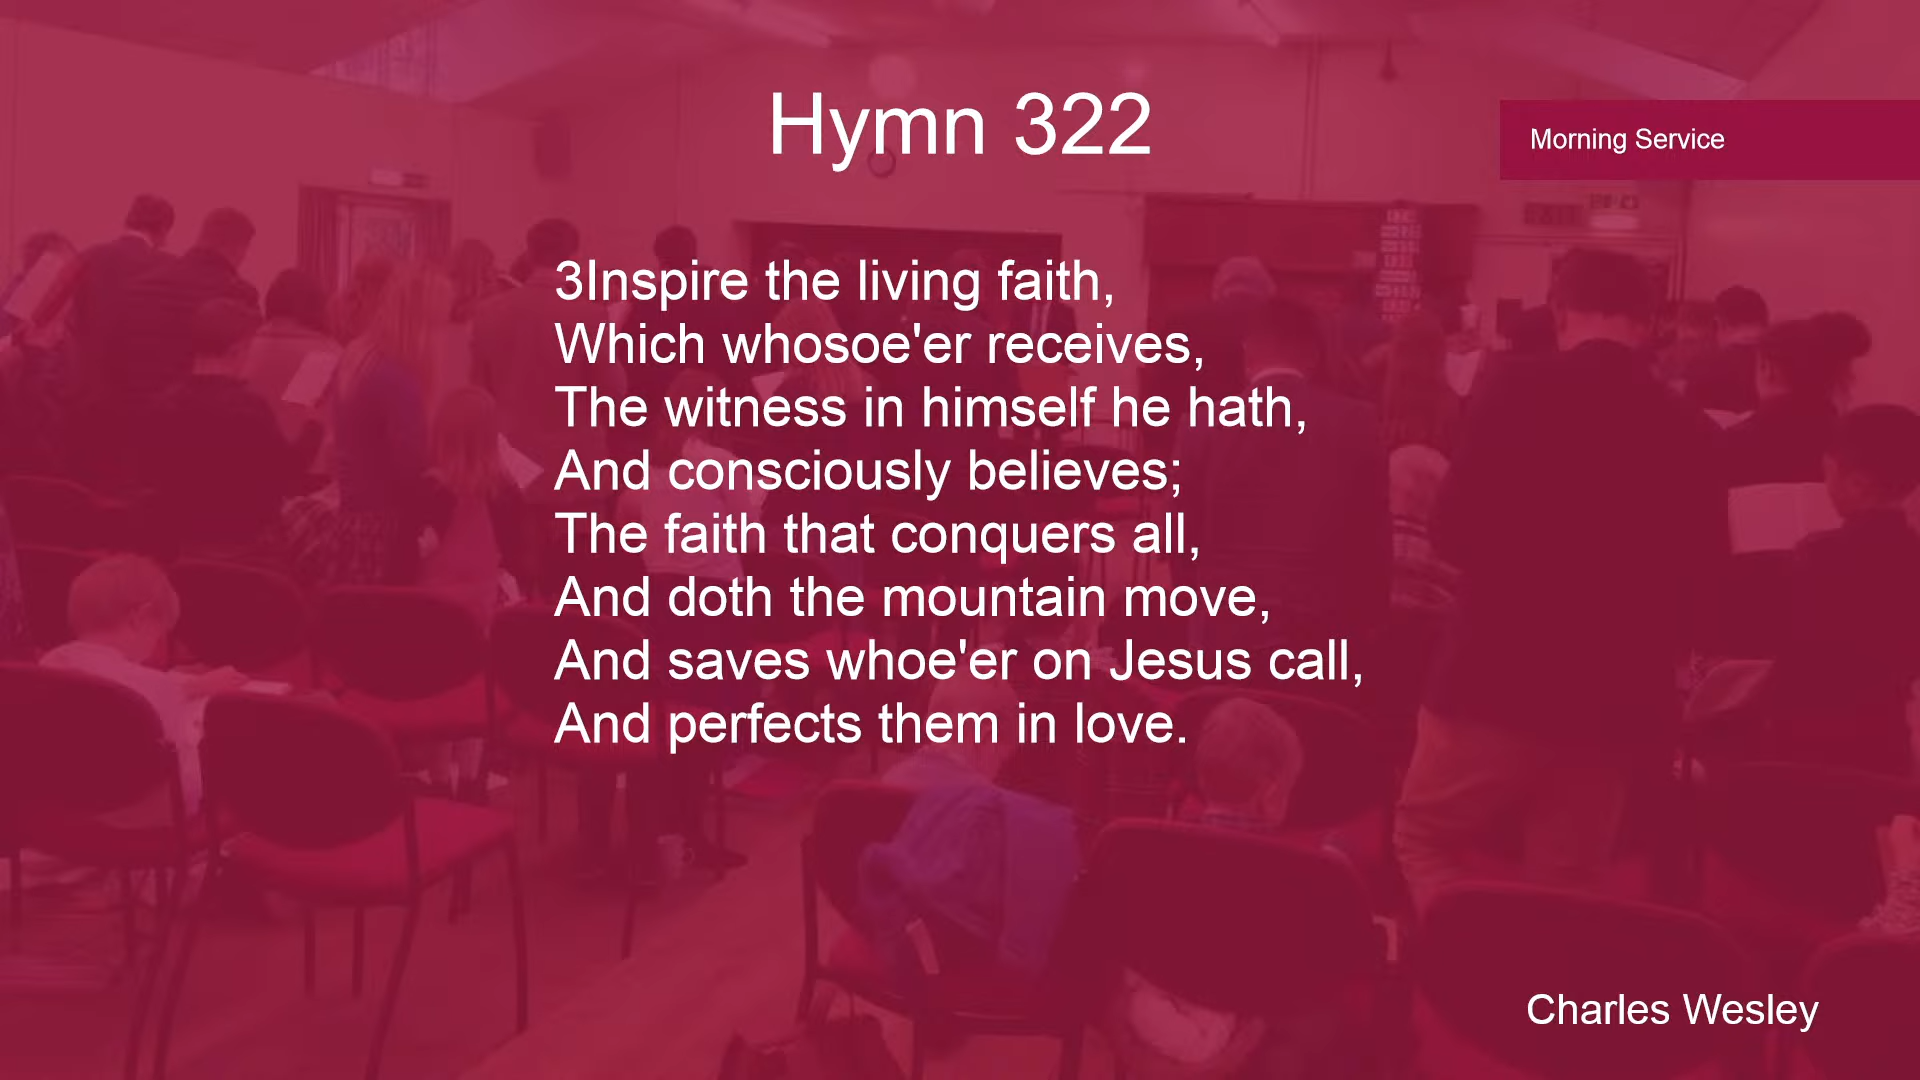 Hymn 322
Morning Service
3Inspire the living faith,
Which whosoe'er receives,
The witness in himself he hath,
And consciously believes;
The faith that conquers all,
And doth the mountain move,
And saves whoe'er on Jesus call,
And perfects them in love.
Charles Wesley